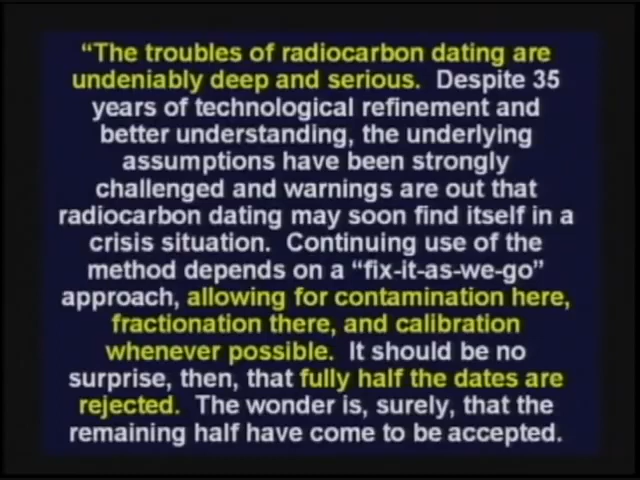 “The troubles of radiocarbon dating are
undeniably deep and serious. Despite 35
years of technological refinement and
better understanding, the underlying
assumptions have been strongly
challenged and warnings are out that
radiocarbon dating may soon find itself in a
crisis situation. Continuing use of the
method depends on a “fix-it-as-we-go”
approach, allowing for contamination here,
fractionation there, and calibration
whenever possible. It should be no
surprise, then, that fully half the dates are
rejected. The wonder is, surely, that the
remaining half have come to be accepted.